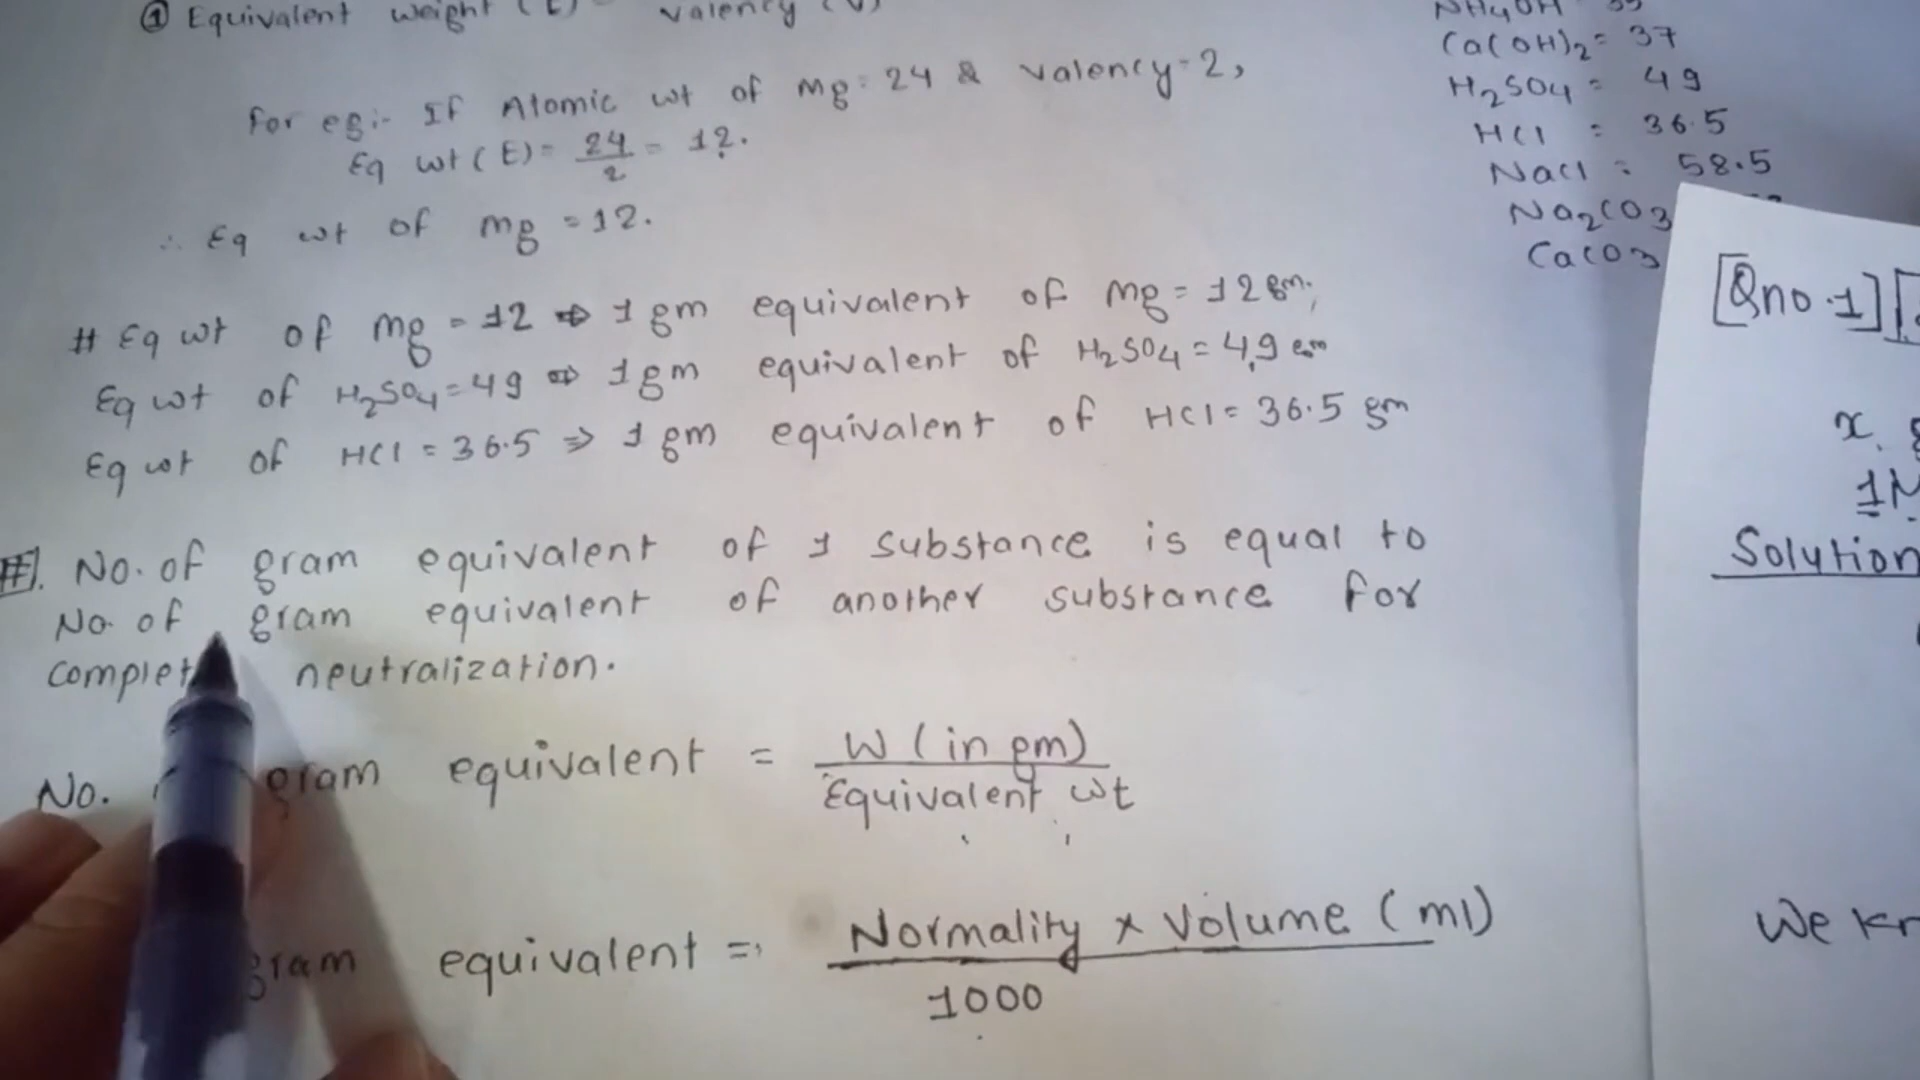 ① Equivalent weight (E) valency (V)
For eg:- If Atomic wt of Mg = 24 & valency = 2,
Eq wt (E) = 24/2 = 12.
∴ Eq wt of Mg = 12.
# Eq wt of Mg = 12 ⇒ 1 gm equivalent of Mg = 12 gm.
Eq wt of H₂SO₄ = 49 ⇒ 1 gm equivalent of H₂SO₄ = 49 gm
Eq wt of HCl = 36.5 ⇒ 1 gm equivalent of HCl = 36.5 gm
#. No. of gram equivalent of 1 substance is equal to
No of gram equivalent of another substance for
complet neutralization.
No. gram equivalent = W (in gm) / Equivalent wt
gram equivalent = Normality x Volume (ml) / 1000
NH₄OH 35
Ca(OH)₂ = 37
H₂SO₄ = 49
HCl = 36.5
NaCl = 58.5
Na₂CO₃
CaCO₃
[Qno.1]
x.
1N
Solution
We kn